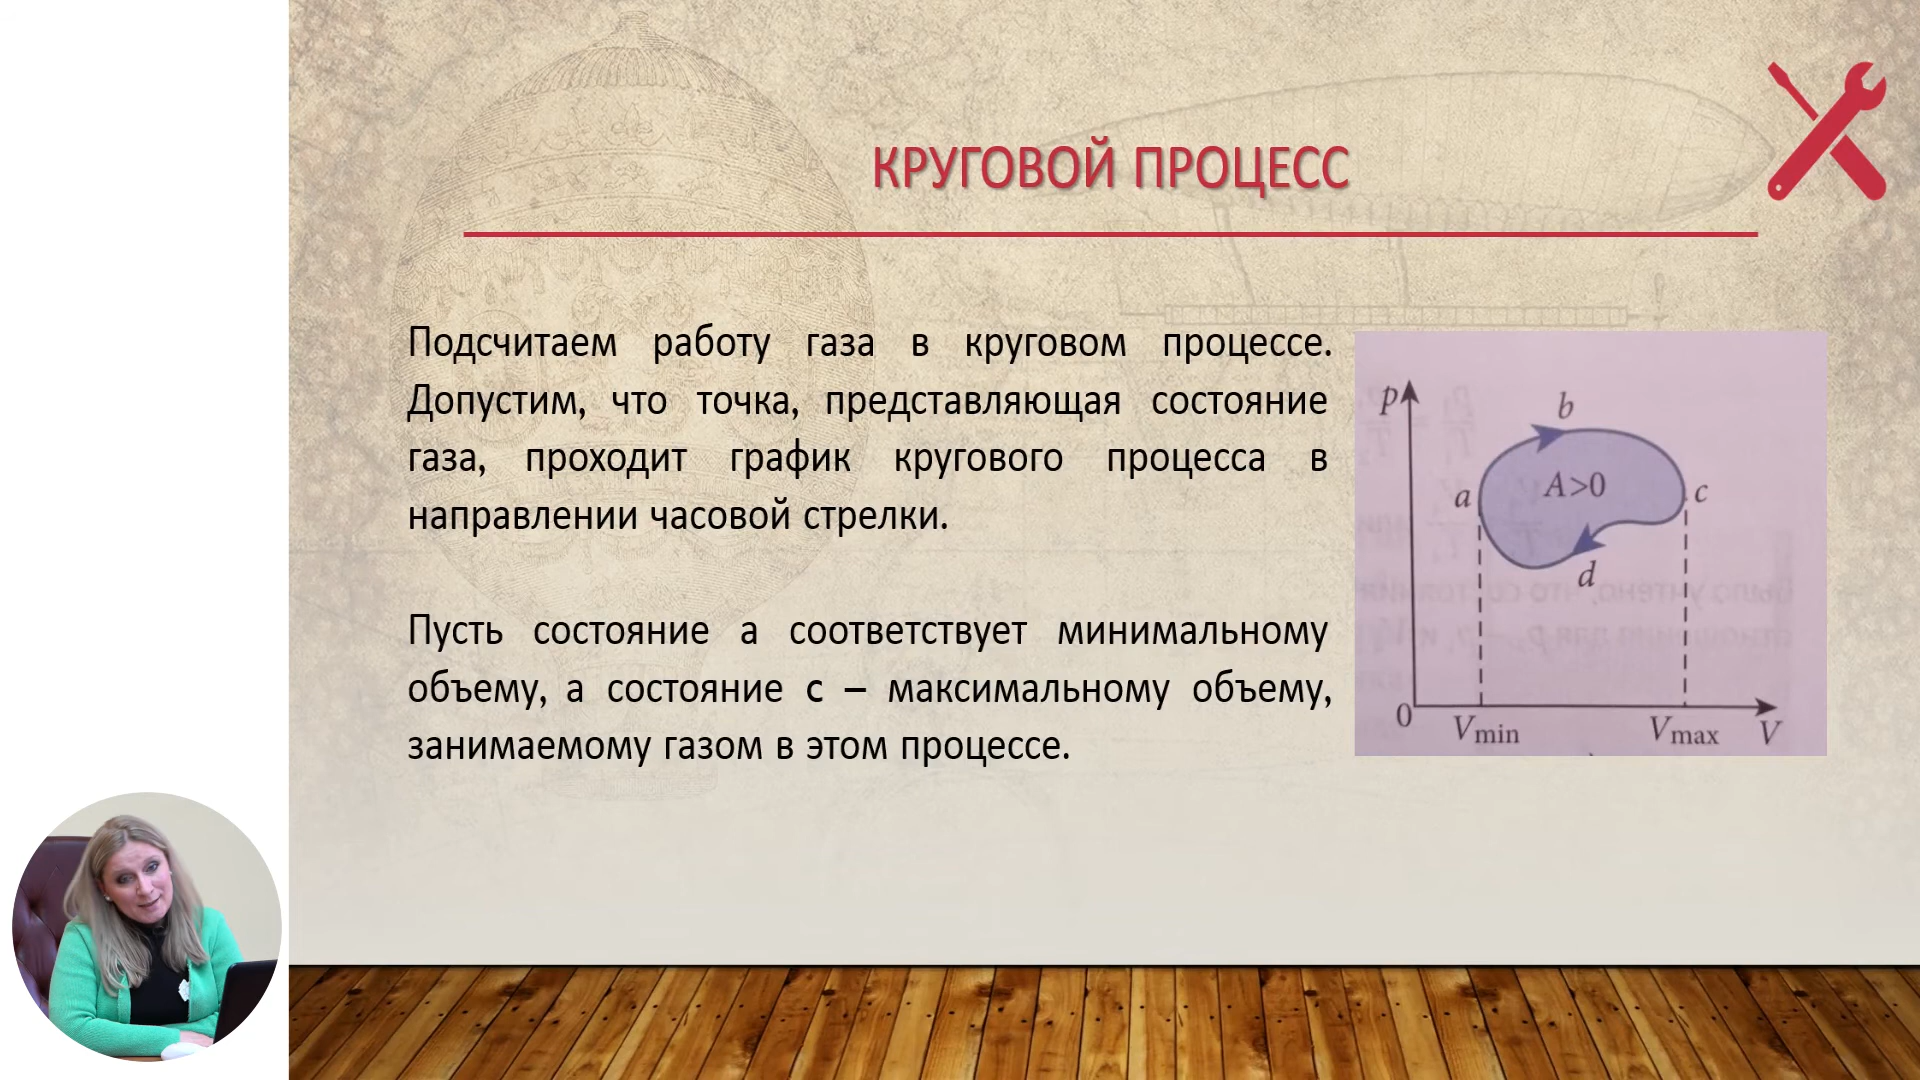 КРУГОВОЙ ПРОЦЕСС
Подсчитаем работу газа в круговом процессе.
Допустим, что точка, представляющая состояние
газа, проходит график кругового процесса в
направлении часовой стрелки.
Пусть состояние а соответствует минимальному
объему, а состояние с – максимальному объему,
занимаемому газом в этом процессе.
p
b
A>0
a
c
d
0
Vmin
Vmax
V